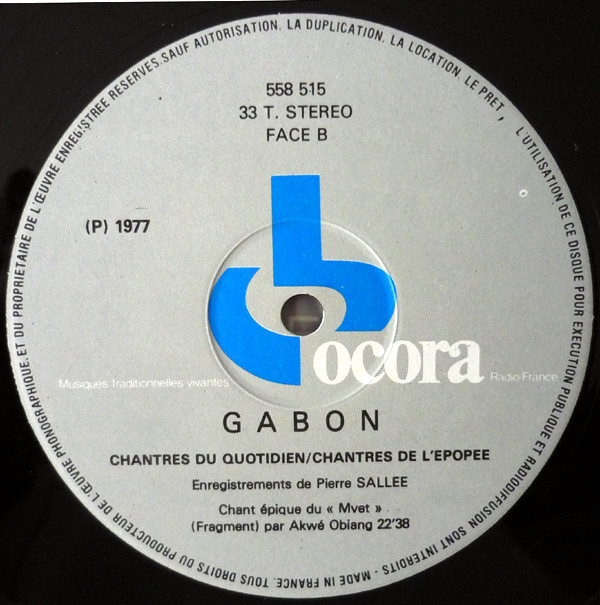 TOUS DROITS DU PRODUCTEUR DE L'ŒUVRE PHONOGRAPHIQUE.ET DU PROPRIETAIRE DE L'ŒUVRE ENREGISTREE RESERVES.SAUF AUTORISATION. LA DUPLICATION. LA LOCATION. LE PRET, L'UTILISATION DE CE DISQUE POUR EXECUTION PUBLIQUE ET RADIODIFFUSION SONT INTERDITS - MADE IN FRANCE.
558 515
33 T. STEREO
FACE B
(P) 1977
ocora
Musiques traditionnelles vivantes
Radio France
GABON
CHANTRES DU QUOTIDIEN/CHANTRES DE L'EPOPEE
Enregistrements de Pierre SALLEE
Chant épique du « Mvet »
(Fragment) par Akwé Obiang 22'38